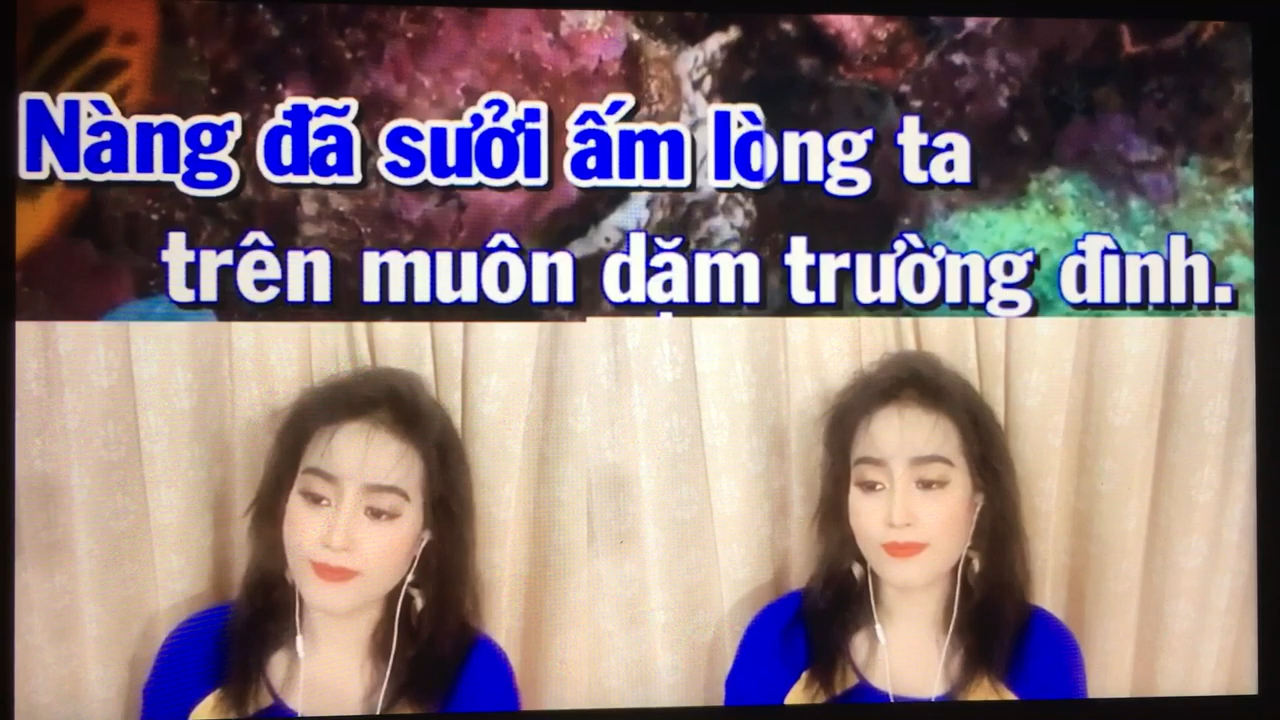 Nàng đã sưởi ấm lòng ta
trên muôn dặm trường đình.